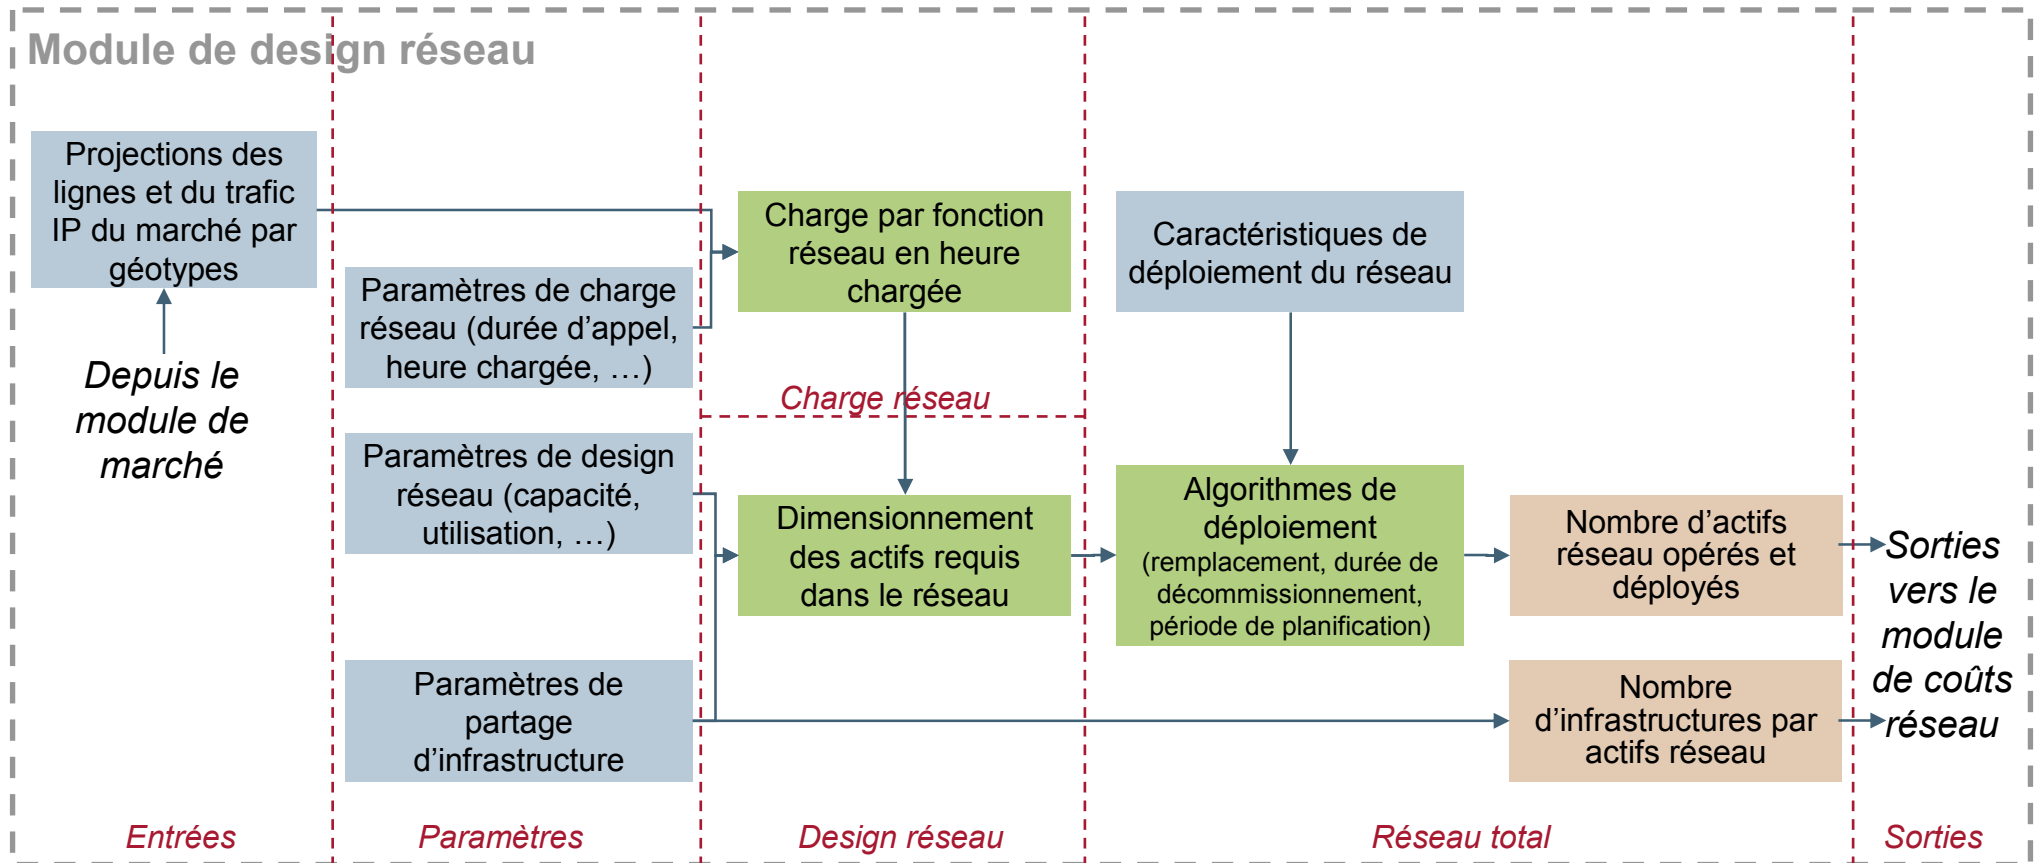 Module de design réseau
Projections des
lignes et du trafic
IP du marché par
géotypes
Depuis le
module de
marché
Paramètres de charge
réseau (durée d’appel,
heure chargée, …)
Paramètres de design
réseau (capacité,
utilisation, …)
Paramètres de
partage
d’infrastructure
Charge par fonction
réseau en heure
chargée
Charge réseau
Dimensionnement
des actifs requis
dans le réseau
Caractéristiques de
déploiement du réseau
Algorithmes de
déploiement
(remplacement, durée de
décommissionnement,
période de planification)
Nombre d’actifs
réseau opérés et
déployés
Nombre
d’infrastructures par
actifs réseau
Sorties
vers le
module
de coûts
réseau
Entrées
Paramètres
Design réseau
Réseau total
Sorties